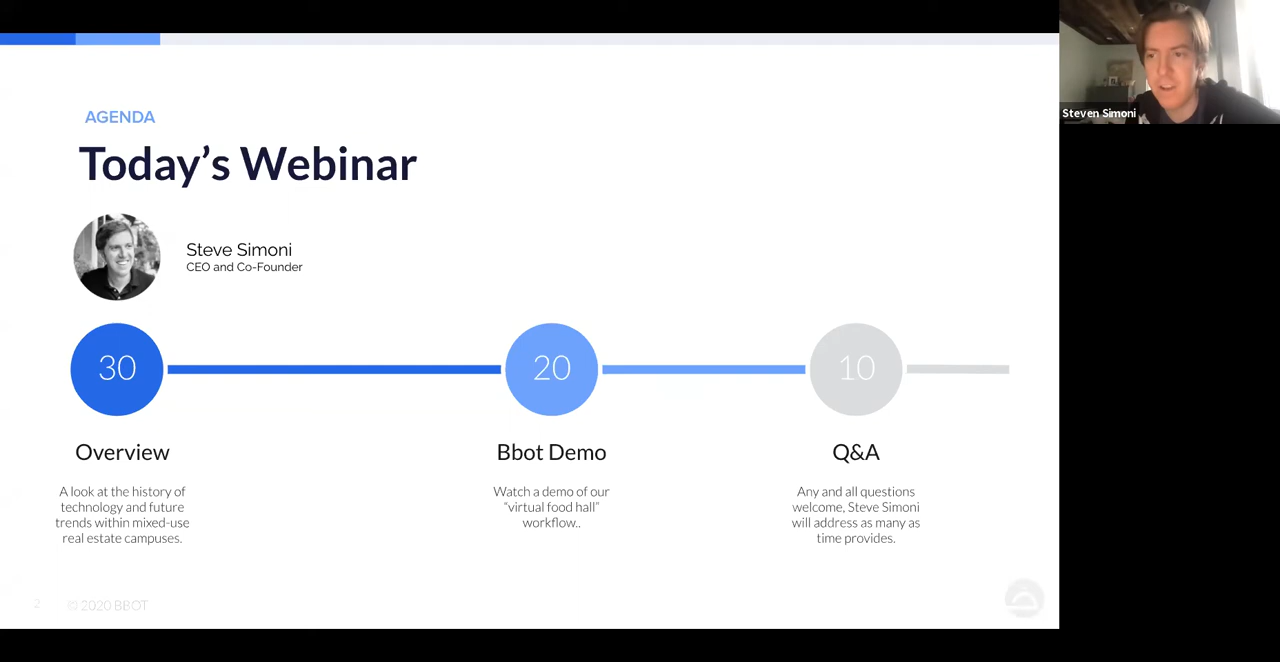 AGENDA
Today’s Webinar
Steve Simoni
CEO and Co-Founder
30
20
10
Overview
Bbot Demo
Q&A
A look at the history of
technology and future
trends within mixed-use
real estate campuses.
Watch a demo of our
“virtual food hall”
workflow..
Any and all questions
welcome, Steve Simoni
will address as many as
time provides.
2
© 2020 BBOT
Steven Simoni